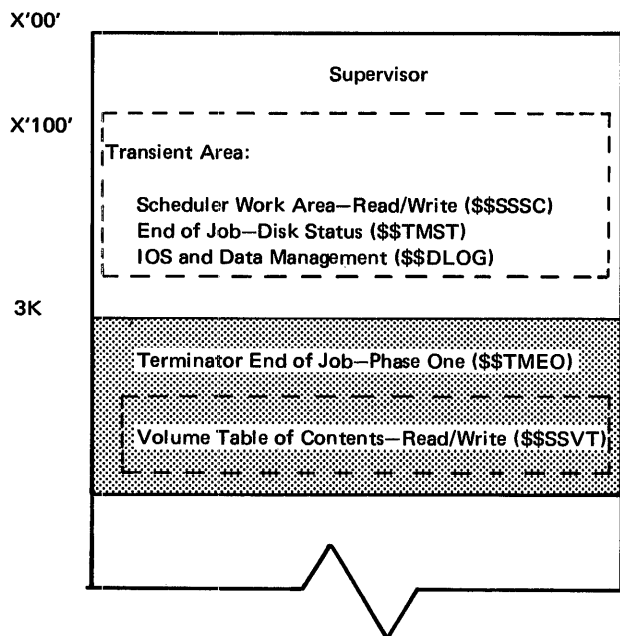 X'00'
Supervisor
X'100'
Transient Area:
Scheduler Work Area—Read/Write ($$SSSC)
End of Job—Disk Status ($$TMST)
IOS and Data Management ($$DLOG)
3K
Terminator End of Job—Phase One ($$TMEO)
Volume Table of Contents—Read/Write ($$SSVT)